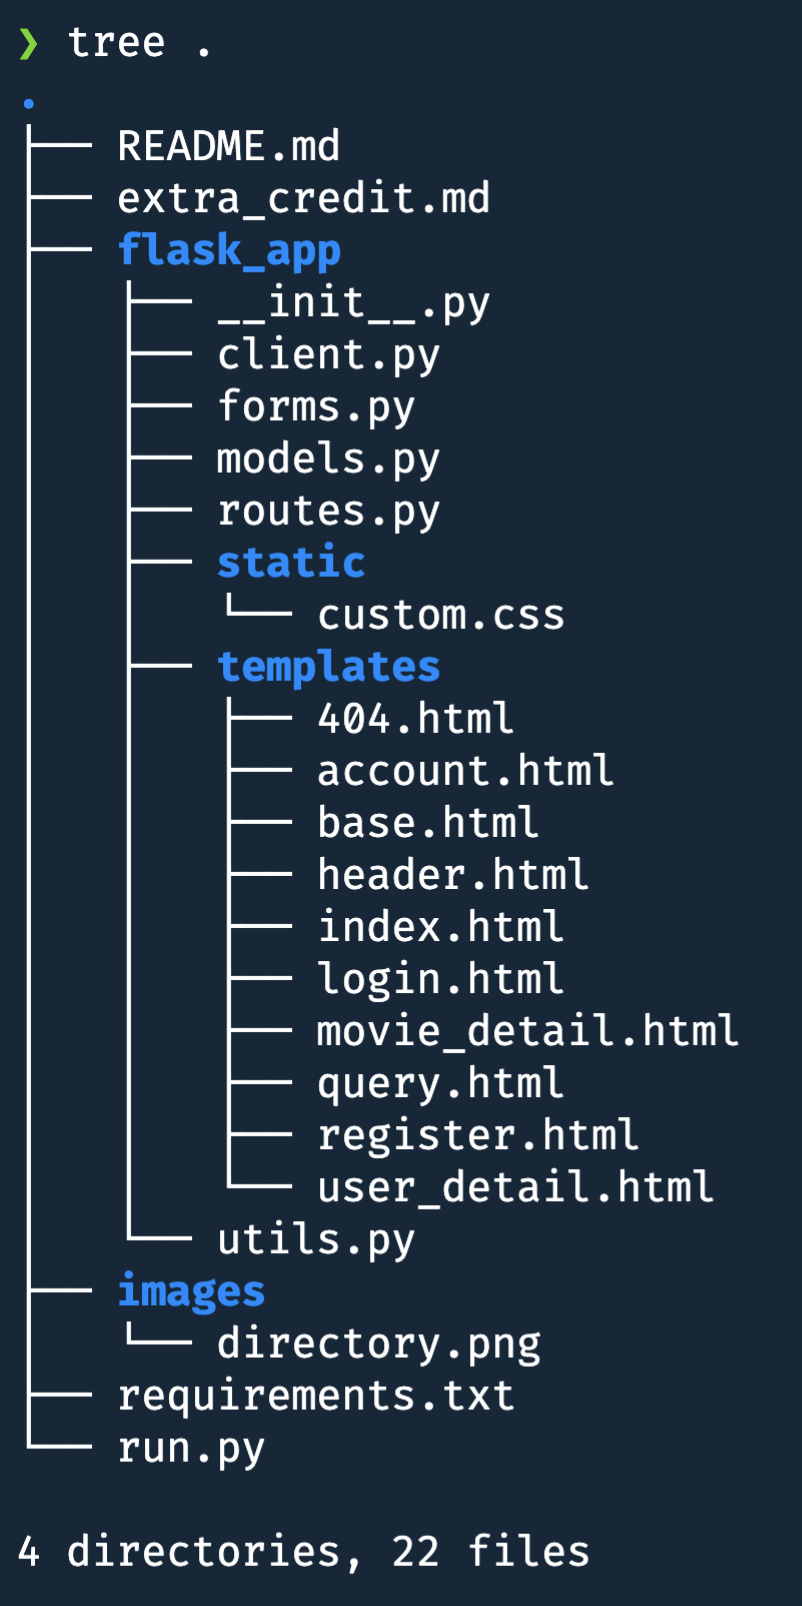 ❯ tree .
.
├── README.md
├── extra_credit.md
├── flask_app
│   ├── __init__.py
│   ├── client.py
│   ├── forms.py
│   ├── models.py
│   ├── routes.py
│   ├── static
│   │   └── custom.css
│   ├── templates
│   │   ├── 404.html
│   │   ├── account.html
│   │   ├── base.html
│   │   ├── header.html
│   │   ├── index.html
│   │   ├── login.html
│   │   ├── movie_detail.html
│   │   ├── query.html
│   │   ├── register.html
│   │   └── user_detail.html
│   └── utils.py
├── images
│   └── directory.png
├── requirements.txt
└── run.py
4 directories, 22 files